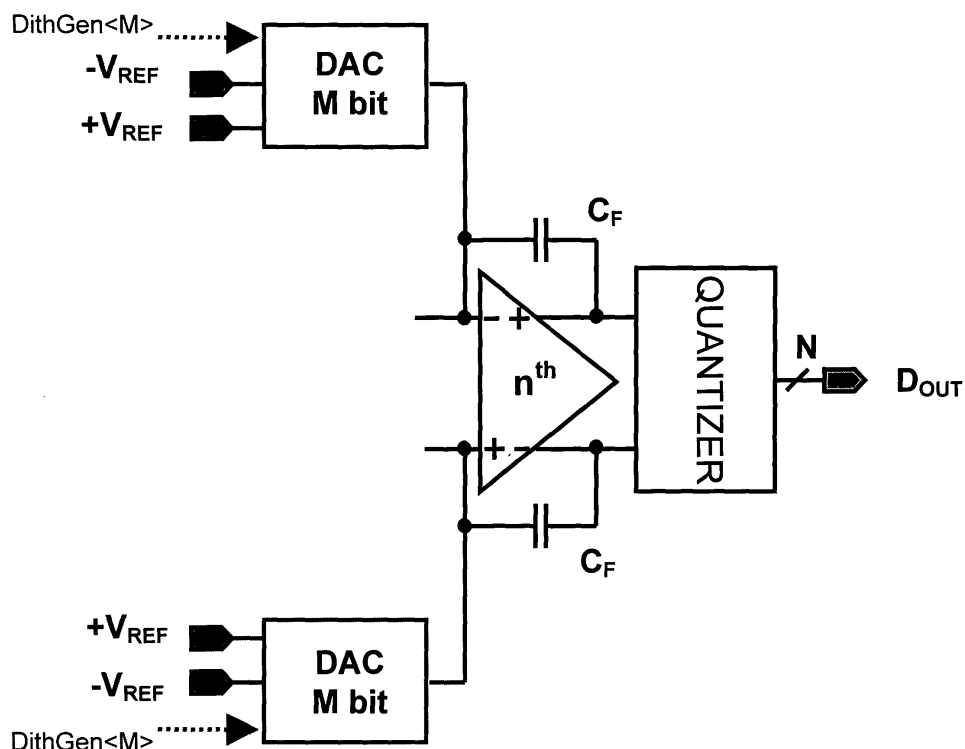 DithGen<M>
-VREF
+VREF
DAC
M bit
CF
- +
nth
+ -
QUANTIZER
N
DOUT
CF
+VREF
-VREF
DAC
M bit
DithGen<M>